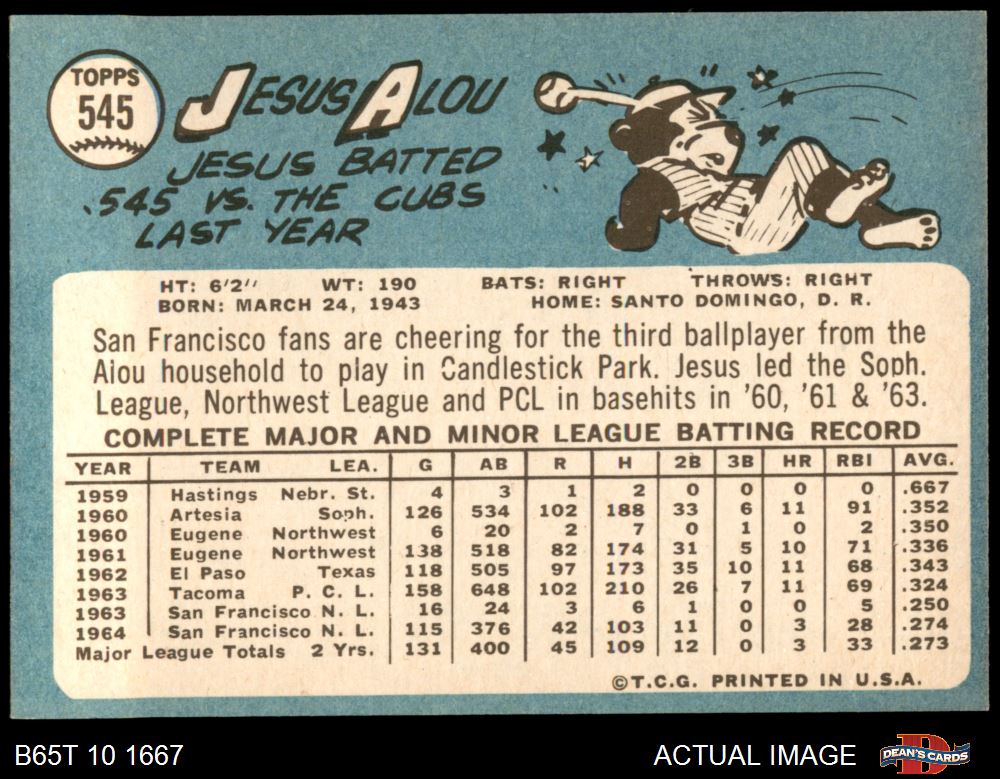 TOPPS
545
JESUS ALOU
JESUS BATTED
.545 VS. THE CUBS
LAST YEAR
HT: 6'2" WT: 190 BATS: RIGHT THROWS: RIGHT
BORN: MARCH 24, 1943 HOME: SANTO DOMINGO, D. R.
San Francisco fans are cheering for the third ballplayer from the
Alou household to play in Candlestick Park. Jesus led the Soph.
League, Northwest League and PCL in basehits in '60, '61 & '63.
COMPLETE MAJOR AND MINOR LEAGUE BATTING RECORD
YEAR TEAM LEA. G AB R H 2B 3B HR RBI AVG.
1959 Hastings Nebr. St. 4 3 1 2 0 0 0 0 .667
1960 Artesia Soph. 126 534 102 188 33 6 11 91 .352
1960 Eugene Northwest 6 20 2 7 0 1 0 2 .350
1961 Eugene Northwest 138 518 82 174 31 5 10 71 .336
1962 El Paso Texas 118 505 97 173 35 10 11 68 .343
1963 Tacoma P. C. L. 158 648 102 210 26 7 11 69 .324
1963 San Francisco N. L. 16 24 3 6 1 0 0 5 .250
1964 San Francisco N. L. 115 376 42 103 11 0 3 28 .274
Major League Totals 2 Yrs. 131 400 45 109 12 0 3 33 .273
©T.C.G. PRINTED IN U.S.A.
B65T 10 1667 ACTUAL IMAGE DEAN'S CARDS